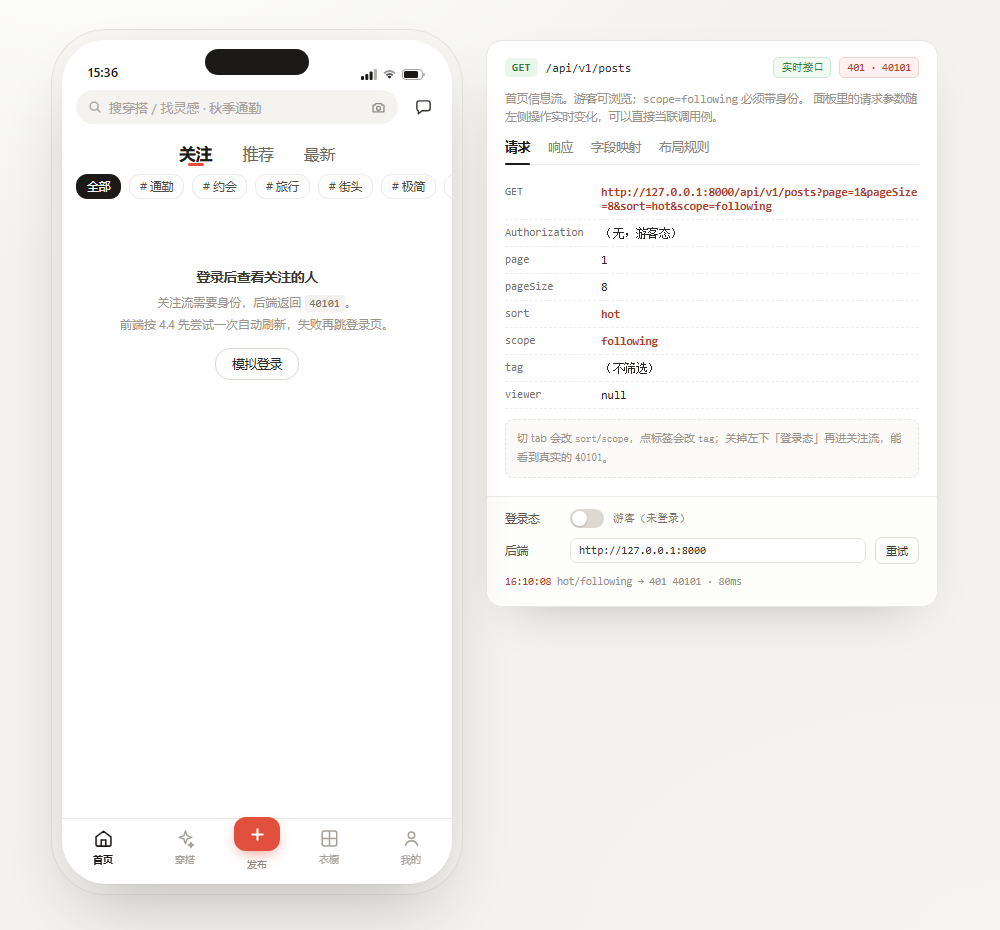 15:36
搜穿搭 / 找灵感 · 秋季通勤
关注 推荐 最新
全部 # 通勤 # 约会 # 旅行 # 街头 # 极简
登录后查看关注的人
关注流需要身份，后端返回 40101 。
前端按 4.4 先尝试一次自动刷新，失败再跳登录页。
模拟登录
首页 穿搭 发布 衣橱 我的
GET /api/v1/posts 实时接口 401 · 40101
首页信息流。游客可浏览；scope=following 必须带身份。 面板里的请求参数随
左侧操作实时变化，可以直接当联调用例。
请求 响应 字段映射 布局规则
GET http://127.0.0.1:8000/api/v1/posts?page=1&pageSize
=8&sort=hot&scope=following
Authorization （无，游客态）
page 1
pageSize 8
sort hot
scope following
tag （不筛选）
viewer null
切 tab 会改 sort/scope，点标签会改 tag；关掉左下「登录态」再进关注流，能
看到真实的 40101。
登录态 游客（未登录）
后端 http://127.0.0.1:8000 重试
16:10:08 hot/following → 401 40101 · 80ms